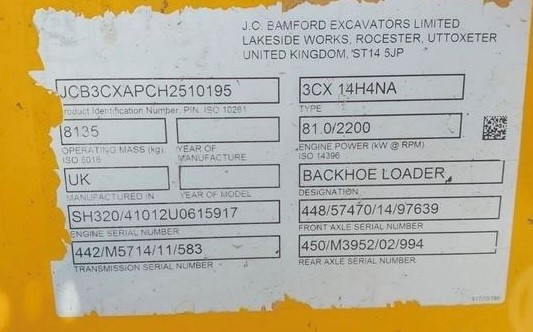 J.C. BAMFORD EXCAVATORS LIMITED
LAKESIDE WORKS, ROCESTER, UTTOXETER
UNITED KINGDOM, ST14 5JP
JCB3CXAPCH2510195
Product Identification Number, PIN, ISO 10261
3CX 14H4NA
TYPE
8135
OPERATING MASS (kg)
ISO 6016
YEAR OF
MANUFACTURE
81.0/2200
ENGINE POWER (kW @ RPM)
ISO 14396
UK
MANUFACTURED IN
YEAR OF MODEL
BACKHOE LOADER
DESIGNATION
SH320/41012U0615917
ENGINE SERIAL NUMBER
448/57470/14/97639
FRONT AXLE SERIAL NUMBER
442/M5714/11/583
TRANSMISSION SERIAL NUMBER
450/M3952/02/994
REAR AXLE SERIAL NUMBER